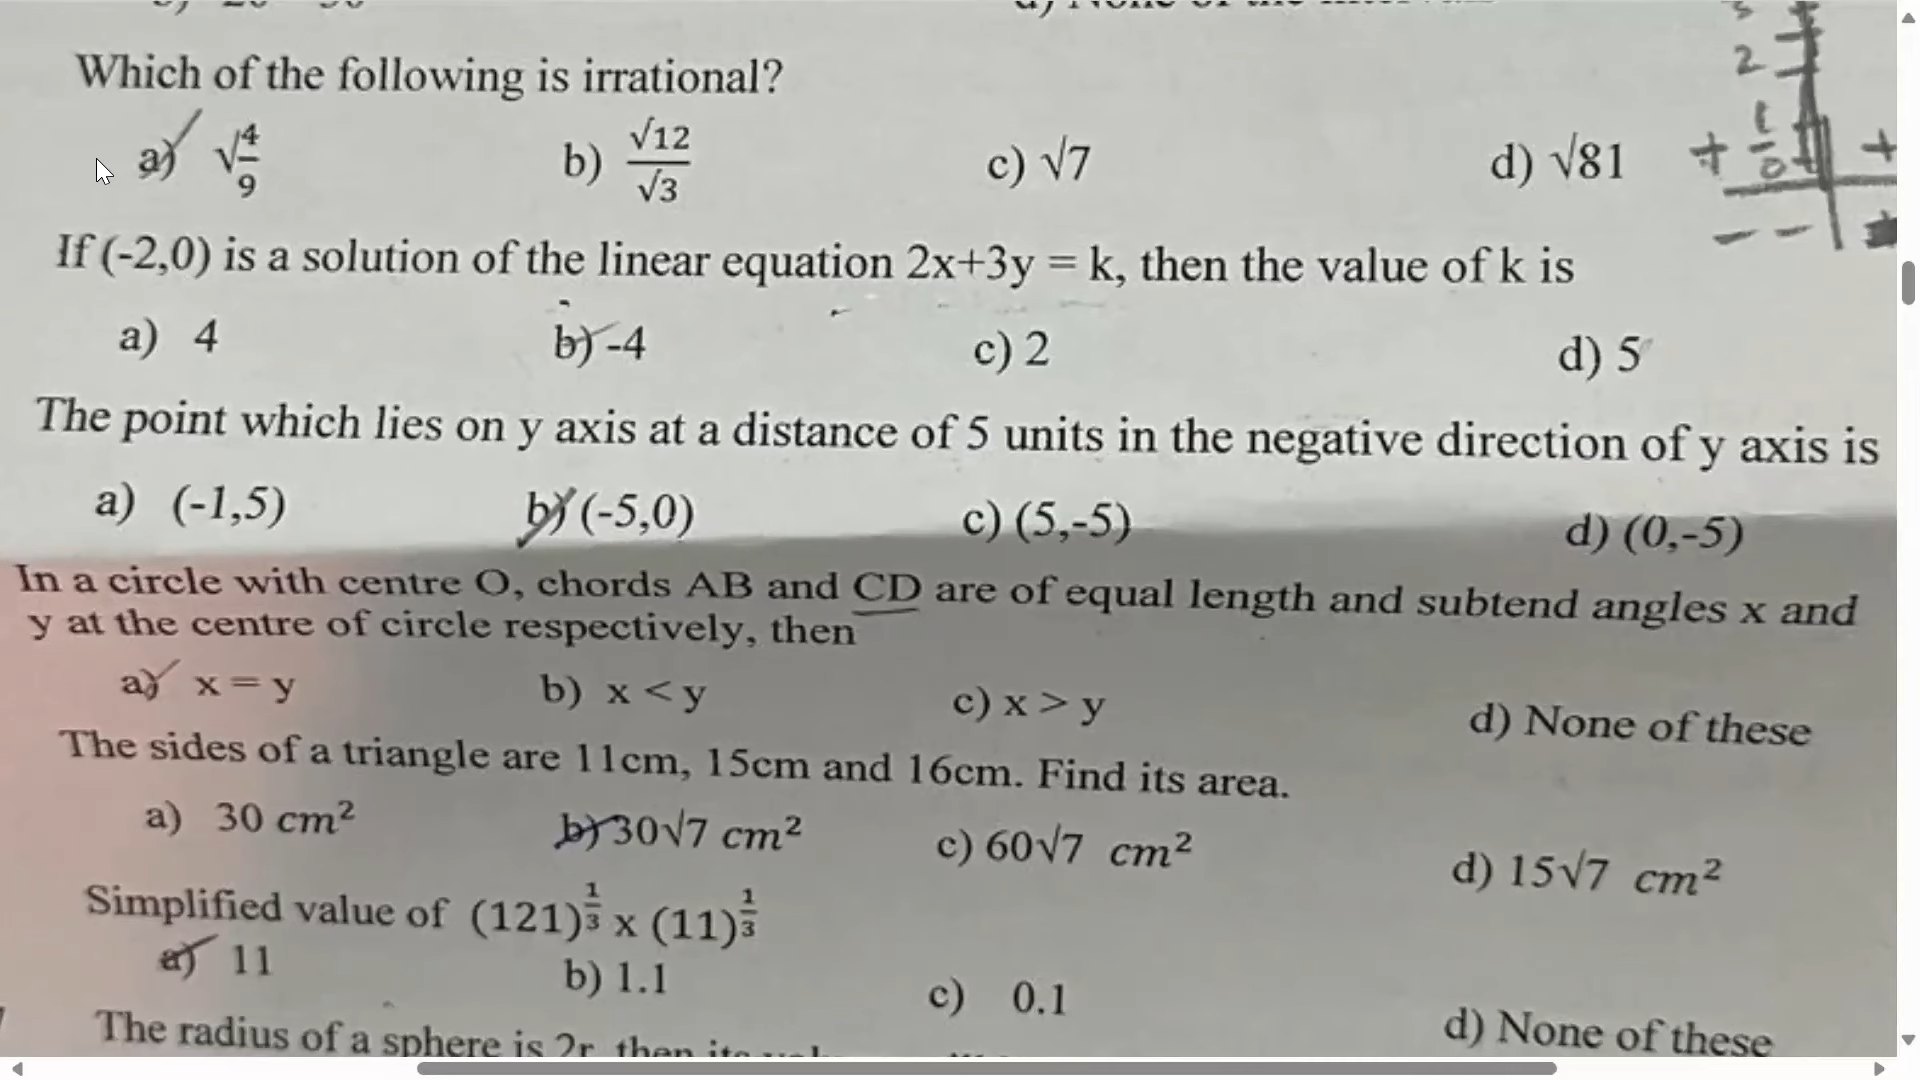 Which of the following is irrational?
a) √4/9 b) √12/√3 c) √7 d) √81
If (-2,0) is a solution of the linear equation 2x+3y = k, then the value of k is
a) 4 b) -4 c) 2 d) 5
The point which lies on y axis at a distance of 5 units in the negative direction of y axis is
a) (-1,5) b) (-5,0) c) (5,-5) d) (0,-5)
In a circle with centre O, chords AB and CD are of equal length and subtend angles x and
y at the centre of circle respectively, then
a) x = y b) x < y c) x > y d) None of these
The sides of a triangle are 11cm, 15cm and 16cm. Find its area.
a) 30 cm² b) 30√7 cm² c) 60√7 cm² d) 15√7 cm²
Simplified value of (121)^1/3 x (11)^1/3
a) 11 b) 1.1 c) 0.1 d) None of these
The radius of a sphere is 2r, then its